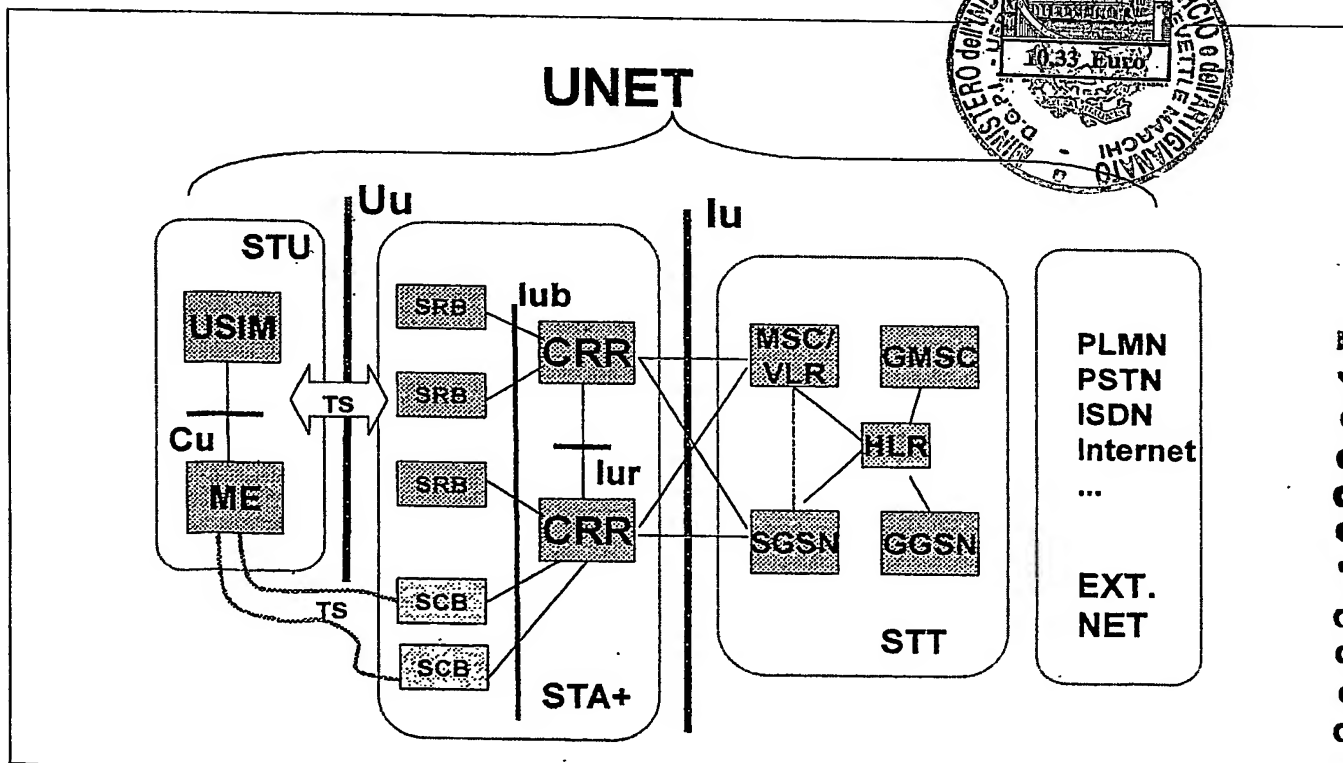 10,33 Euro
UNET
Uu
Iu
STU
USIM
Cu
ME
TS
TS
SRB
SRB
SRB
SCB
SCB
Iub
CRR
Iur
CRR
STA+
MSC/
VLR
GMSC
HLR
SGSN
GGSN
STT
PLMN
PSTN
ISDN
Internet
...
EXT.
NET